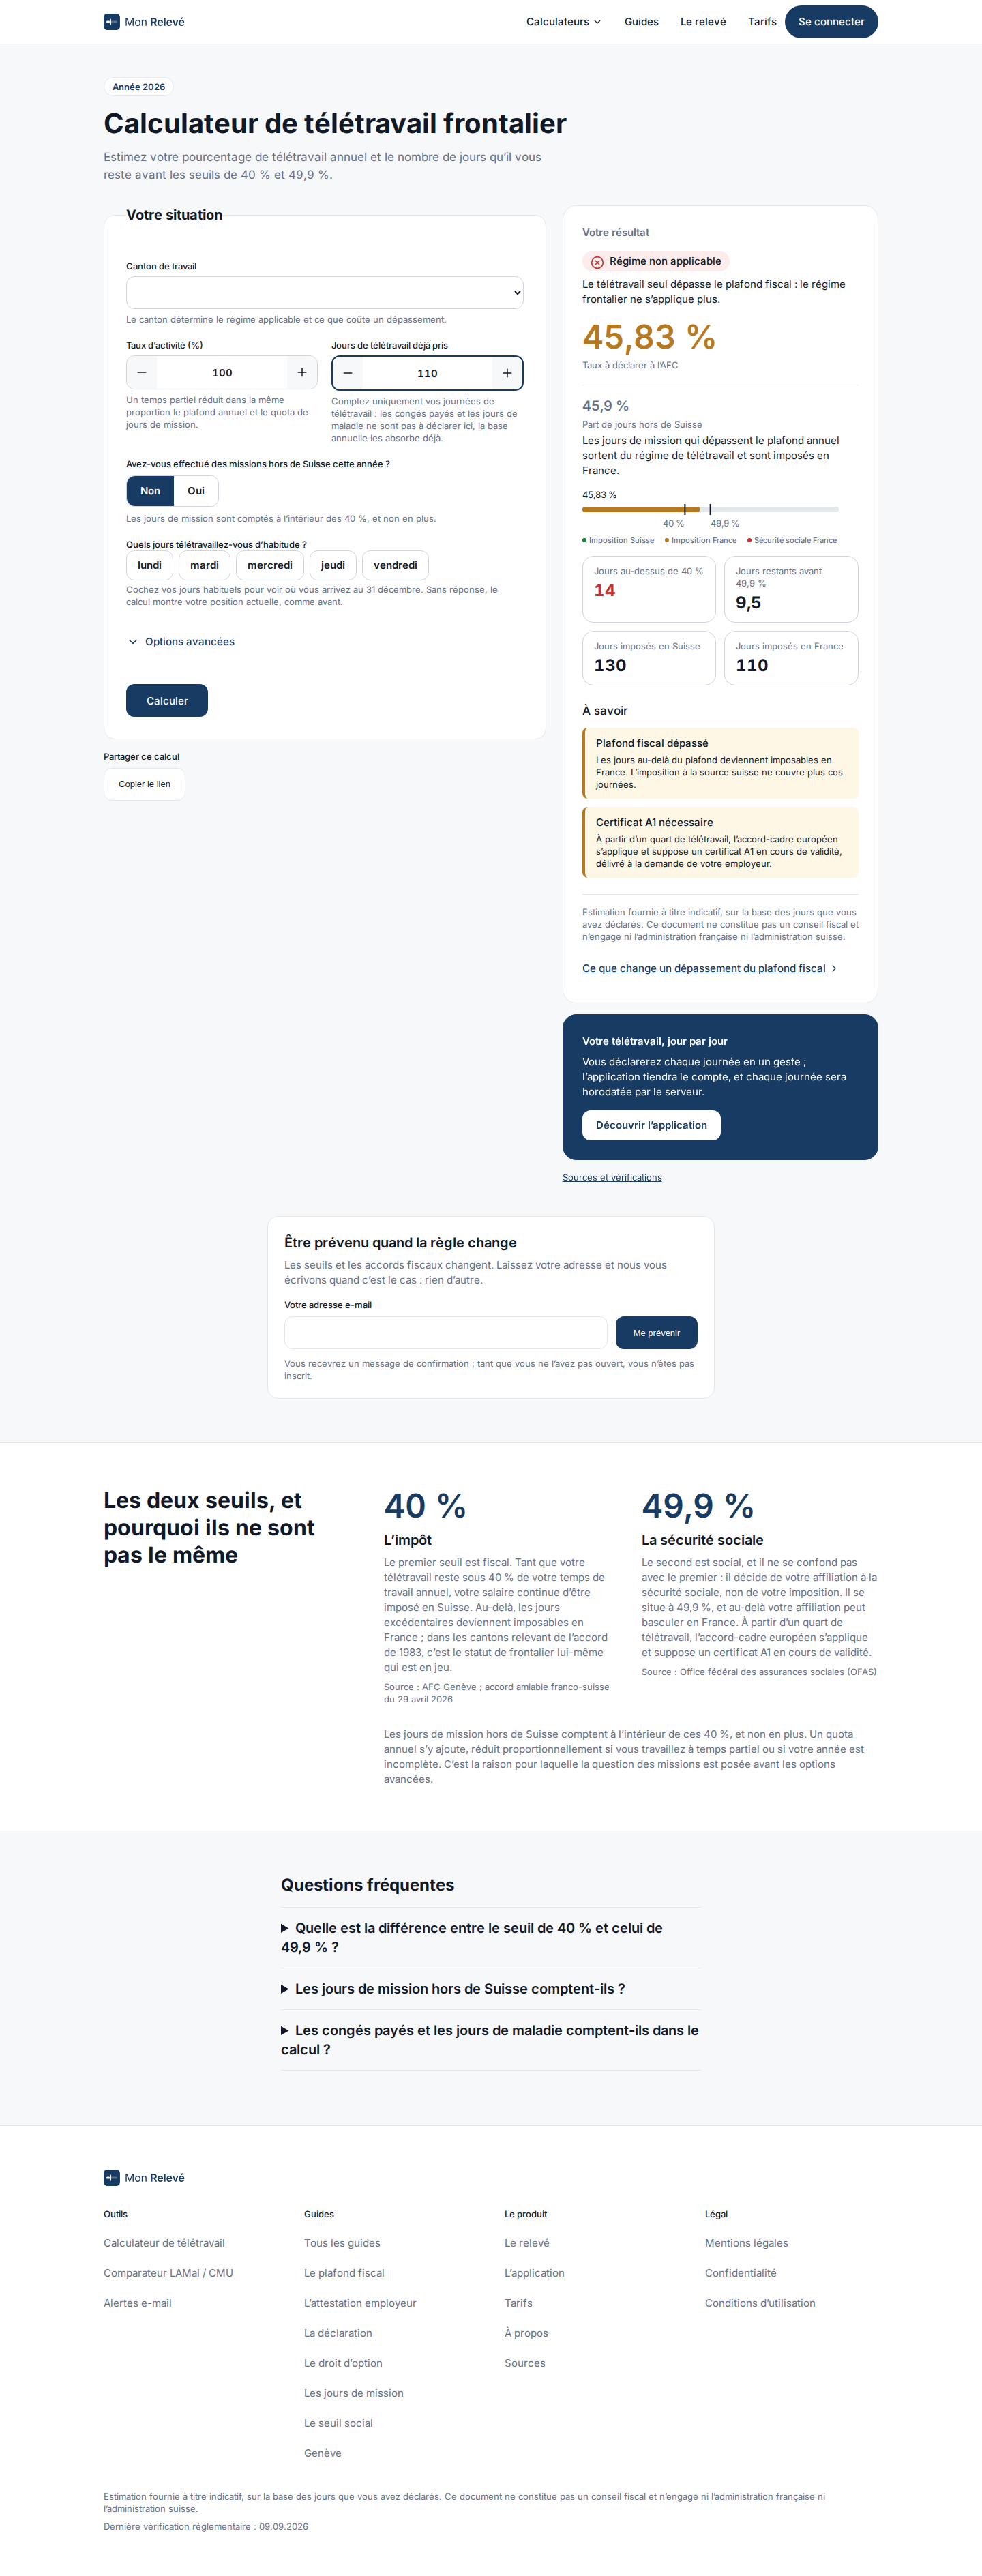 Mon Relevé
Calculateurs
Guides
Le relevé
Tarifs
Se connecter
Année 2026
Calculateur de télétravail frontalier
Estimez votre pourcentage de télétravail annuel et le nombre de jours qu’il vous
reste avant les seuils de 40 % et 49,9 %.
Votre situation
Canton de travail
Le canton détermine le régime applicable et ce que coûte un dépassement.
Taux d’activité (%)
− 100 +
Un temps partiel réduit dans la même
proportion le plafond annuel et le quota de
jours de mission.
Jours de télétravail déjà pris
− 110 +
Comptez uniquement vos journées de
télétravail : les congés payés et les jours de
maladie ne sont pas à déclarer ici, la base
annuelle les absorbe déjà.
Avez-vous effectué des missions hors de Suisse cette année ?
Non
Oui
Les jours de mission sont comptés à l’intérieur des 40 %, et non en plus.
Quels jours télétravaillez-vous d’habitude ?
lundi
mardi
mercredi
jeudi
vendredi
Cochez vos jours habituels pour voir où vous arrivez au 31 décembre. Sans réponse, le
calcul montre votre position actuelle, comme avant.
Options avancées
Calculer
Partager ce calcul
Copier le lien
Votre résultat
Régime non applicable
Le télétravail seul dépasse le plafond fiscal : le régime
frontalier ne s’applique plus.
45,83 %
Taux à déclarer à l’AFC
45,9 %
Part de jours hors de Suisse
Les jours de mission qui dépassent le plafond annuel
sortent du régime de télétravail et sont imposés en
France.
45,83 %
40 %
49,9 %
Imposition Suisse
Imposition France
Sécurité sociale France
Jours au-dessus de 40 %
14
Jours restants avant
49,9 %
9,5
Jours imposés en Suisse
130
Jours imposés en France
110
À savoir
Plafond fiscal dépassé
Les jours au-delà du plafond deviennent imposables en
France. L’imposition à la source suisse ne couvre plus ces
journées.
Certificat A1 nécessaire
À partir d’un quart de télétravail, l’accord-cadre européen
s’applique et suppose un certificat A1 en cours de validité,
délivré à la demande de votre employeur.
Estimation fournie à titre indicatif, sur la base des jours que vous
avez déclarés. Ce document ne constitue pas un conseil fiscal et
n’engage ni l’administration française ni l’administration suisse.
Ce que change un dépassement du plafond fiscal
Votre télétravail, jour par jour
Vous déclarerez chaque journée en un geste ;
l’application tiendra le compte, et chaque journée sera
horodatée par le serveur.
Découvrir l’application
Sources et vérifications
Être prévenu quand la règle change
Les seuils et les accords fiscaux changent. Laissez votre adresse et nous vous
écrivons quand c’est le cas : rien d’autre.
Votre adresse e-mail
Me prévenir
Vous recevrez un message de confirmation ; tant que vous ne l’avez pas ouvert, vous n’êtes pas
inscrit.
Les deux seuils, et
pourquoi ils ne sont
pas le même
40 %
L’impôt
Le premier seuil est fiscal. Tant que votre
télétravail reste sous 40 % de votre temps de
travail annuel, votre salaire continue d’être
imposé en Suisse. Au-delà, les jours
excédentaires deviennent imposables en
France ; dans les cantons relevant de l’accord
de 1983, c’est le statut de frontalier lui-même
qui est en jeu.
Source : AFC Genève ; accord amiable franco-suisse
du 29 avril 2026
49,9 %
La sécurité sociale
Le second est social, et il ne se confond pas
avec le premier : il décide de votre affiliation à la
sécurité sociale, non de votre imposition. Il se
situe à 49,9 %, et au-delà votre affiliation peut
basculer en France. À partir d’un quart de
télétravail, l’accord-cadre européen s’applique
et suppose un certificat A1 en cours de validité.
Source : Office fédéral des assurances sociales (OFAS)
Les jours de mission hors de Suisse comptent à l’intérieur de ces 40 %, et non en plus. Un quota
annuel s’y ajoute, réduit proportionnellement si vous travaillez à temps partiel ou si votre année est
incomplète. C’est la raison pour laquelle la question des missions est posée avant les options
avancées.
Questions fréquentes
Quelle est la différence entre le seuil de 40 % et celui de
49,9 % ?
Les jours de mission hors de Suisse comptent-ils ?
Les congés payés et les jours de maladie comptent-ils dans le
calcul ?
Mon Relevé
Outils
Calculateur de télétravail
Comparateur LAMal / CMU
Alertes e-mail
Guides
Tous les guides
Le plafond fiscal
L’attestation employeur
La déclaration
Le droit d’option
Les jours de mission
Le seuil social
Genève
Le produit
Le relevé
L’application
Tarifs
À propos
Sources
Légal
Mentions légales
Confidentialité
Conditions d’utilisation
Estimation fournie à titre indicatif, sur la base des jours que vous avez déclarés. Ce document ne constitue pas un conseil fiscal et n’engage ni l’administration française ni
l’administration suisse.
Dernière vérification réglementaire : 09.09.2026